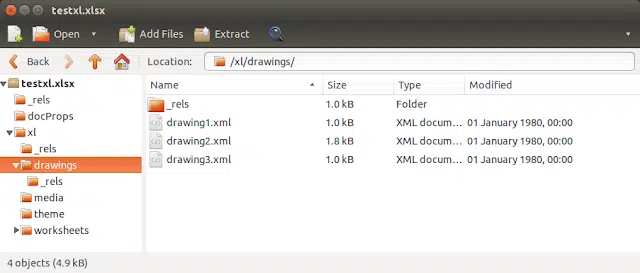 testxl.xlsx
Open Add Files Extract
Back Location: /xl/drawings/
testxl.xlsx
_rels
docProps
xl
_rels
drawings
_rels
media
theme
worksheets
Name Size Type Modified
_rels 1.0 kB Folder
drawing1.xml 1.0 kB XML docum... 01 January 1980, 00:00
drawing2.xml 1.8 kB XML docum... 01 January 1980, 00:00
drawing3.xml 1.0 kB XML docum... 01 January 1980, 00:00
4 objects (4.9 kB)